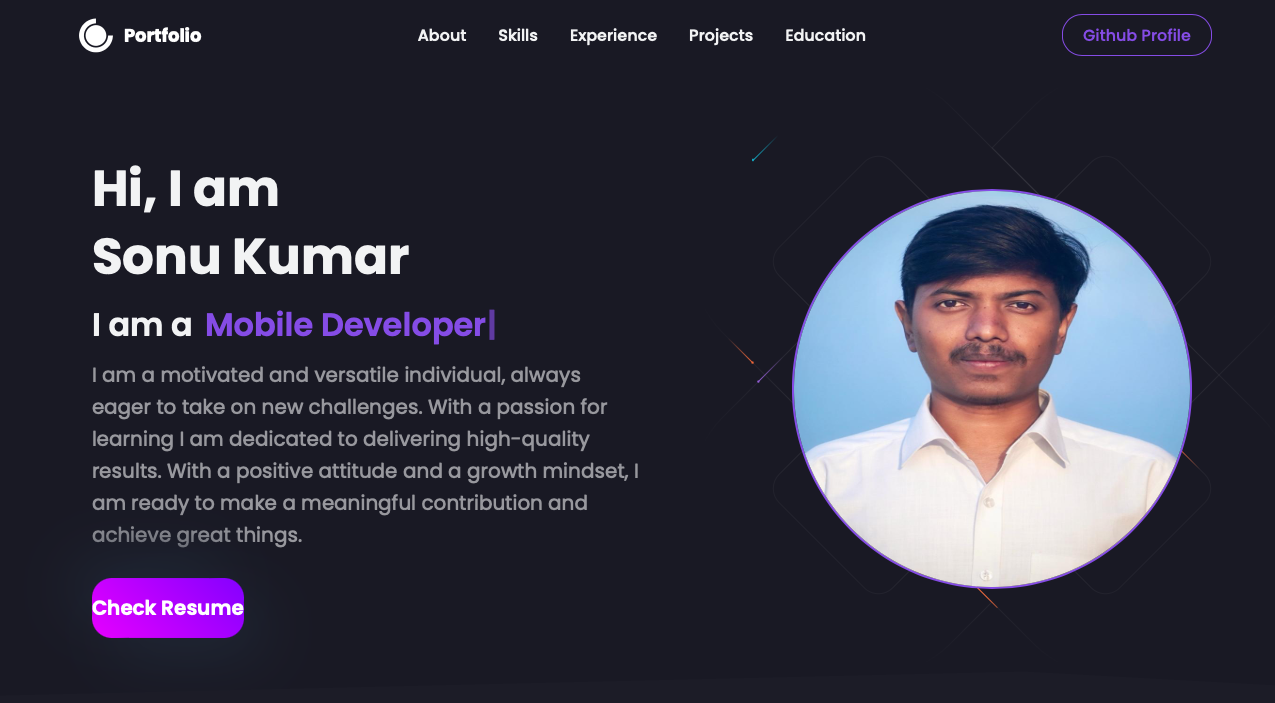 Portfolio
About
Skills
Experience
Projects
Education
Github Profile
Hi, I am
Sonu Kumar
I am a Mobile Developer|
I am a motivated and versatile individual, always
eager to take on new challenges. With a passion for
learning I am dedicated to delivering high-quality
results. With a positive attitude and a growth mindset, I
am ready to make a meaningful contribution and
achieve great things.
Check Resume